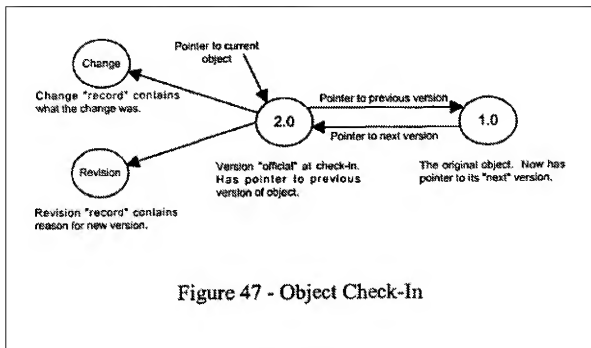 Pointer to current
object
Change
Change "record" contains
what the change was.
Pointer to previous version
2.0
1.0
Pointer to next version
Revision
Version "official" at check-in.
Has pointer to previous
version of object.
The original object. Now has
pointer to its "next" version.
Revision "record" contains
reason for new version.
Figure 47 - Object Check-In